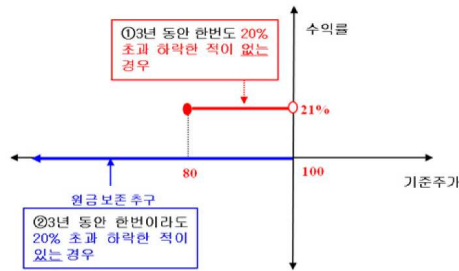 수익률
①3년 동안 한번도 20%
초과 하락한 적이 없는
경우
21%
80
100
기준주가
원금 보존 추구
②3년 동안 한번이라도
20% 초과 하락한 적이
있는 경우